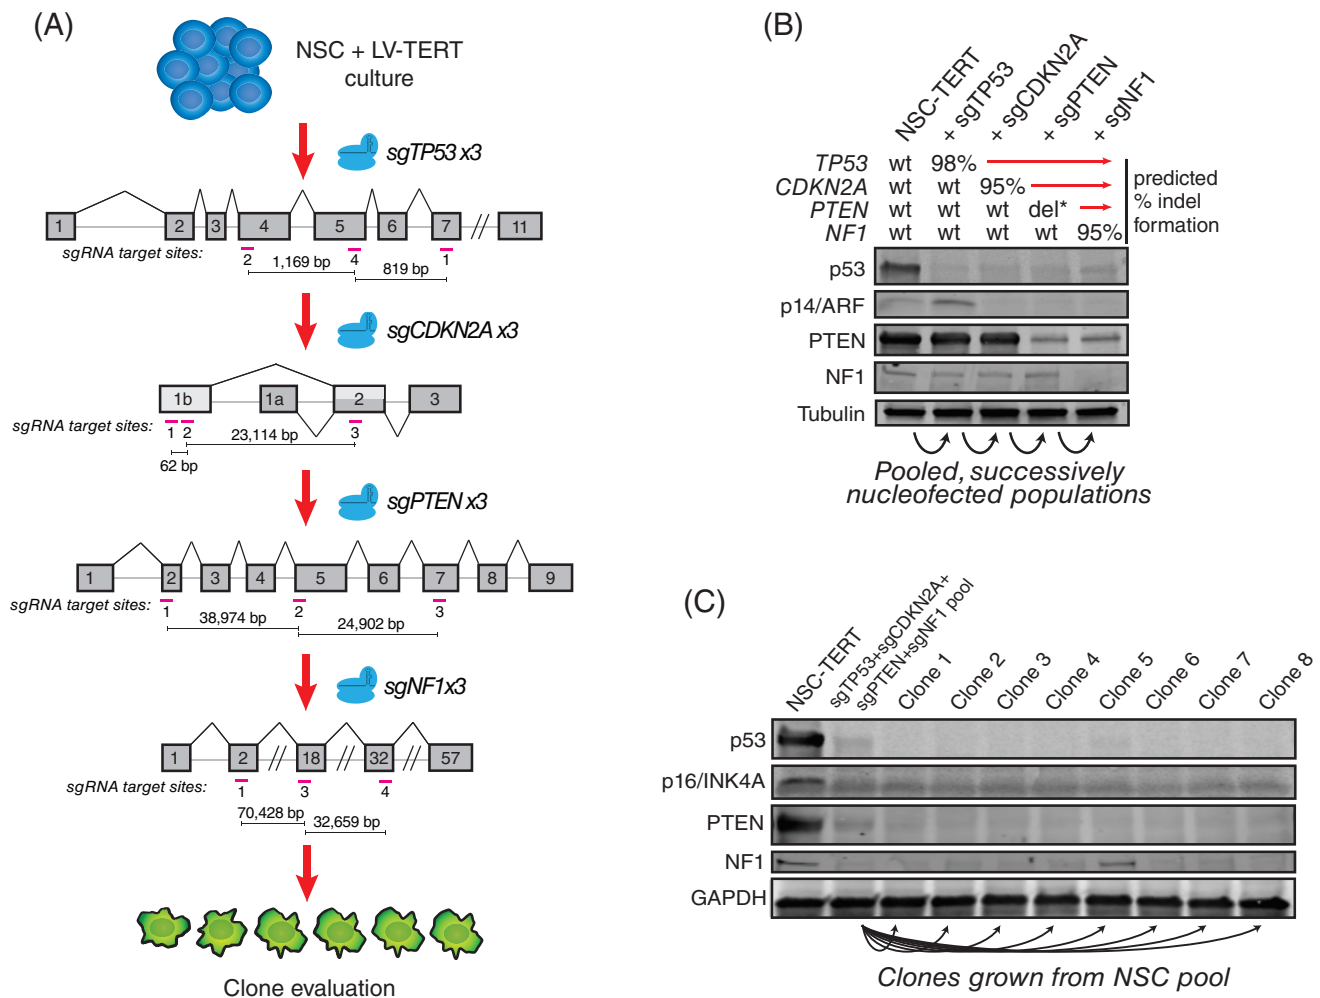 (A)
NSC + LV-TERT
culture
sgTP53 x3
1 2 3 4 5 6 7 11
sgRNA target sites: 2 4 1
1,169 bp 819 bp
sgCDKN2A x3
1b 1a 2 3
sgRNA target sites: 1 2 3
23,114 bp
62 bp
sgPTEN x3
1 2 3 4 5 6 7 8 9
sgRNA target sites: 1 2 3
38,974 bp 24,902 bp
sgNF1x3
1 2 18 32 57
sgRNA target sites: 1 3 4
70,428 bp 32,659 bp
Clone evaluation
(B)
NSC-TERT
+ sgTP53
+ sgCDKN2A
+ sgPTEN
+ sgNF1
TP53 wt 98%
CDKN2A wt wt 95%
PTEN wt wt wt del*
NF1 wt wt wt wt 95%
predicted
% indel
formation
p53
p14/ARF
PTEN
NF1
Tubulin
Pooled, successively
nucleofected populations
(C)
NSC-TERT
sgTP53+sgCDKN2A+
sgPTEN+sgNF1 pool
Clone 1
Clone 2
Clone 3
Clone 4
Clone 5
Clone 6
Clone 7
Clone 8
p53
p16/INK4A
PTEN
NF1
GAPDH
Clones grown from NSC pool